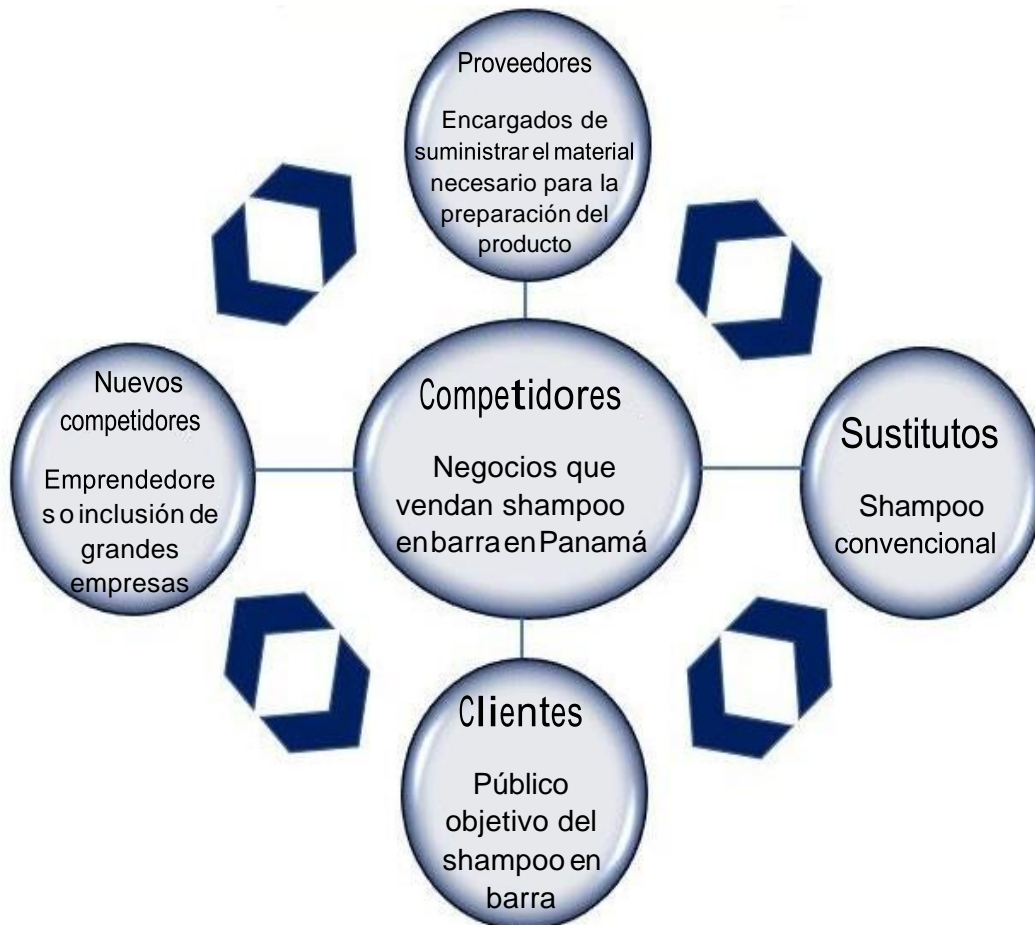 Proveedores
Encargados de
suministrar el material
necesario para la
preparación del
producto
Nuevos
competidores
Emprendedore
s o inclusión de
grandes
empresas
Competidores
Negocios que
vendan shampoo
en barra en Panamá
Sustitutos
Shampoo
convencional
Clientes
Público
objetivo del
shampoo en
barra